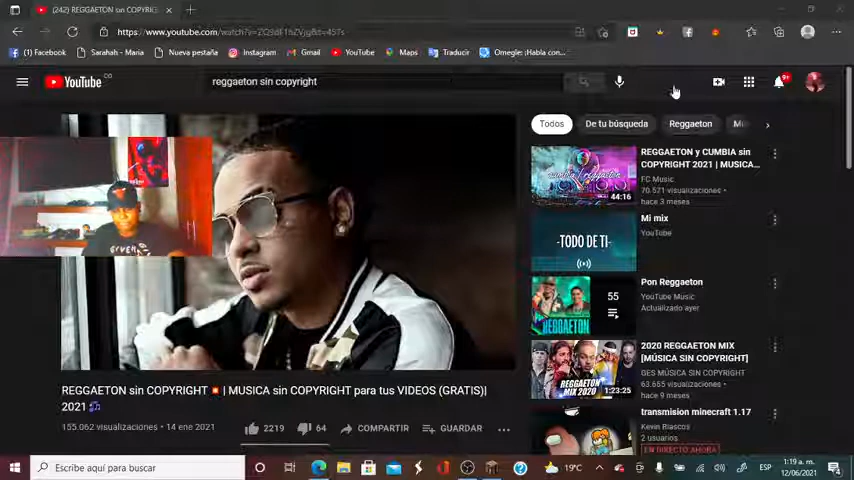 (242) REGGAETON sin COPYRIGH
https://www.youtube.com/watch?
Facebook
Sarahah - Maria
Nueva pestaña
Instagram
Gmail
YouTube
Maps
Traducir
Omegle: ¡Habla con...
YouTube CO
reggaeton sin copyright
9+
Todos
De tu búsqueda
Reggaeton
REGGAETON y CUMBIA sin
COPYRIGHT 2021 | MUSICA...
FC Music
70.571 visualizaciones •
hace 3 meses
44:16
Mi mix
YouTube
-TODO DE TI-
Pon Reggaeton
YouTube Music
Actualizado ayer
55
REGGAETON
2020 REGGAETON MIX
[MÚSICA SIN COPYRIGHT]
GES MÚSICA SIN COPYRIGHT
63.655 visualizaciones •
hace 9 meses
REGGAETON
MIX 2020
1:23:25
transmision minecraft 1.17
Kevin Riascos
2 usuarios
EN DIRECTO AHORA
REGGAETON sin COPYRIGHT | MUSICA sin COPYRIGHT para tus VIDEOS (GRATIS)|
2021
155.062 visualizaciones • 14 ene 2021
2219
64
COMPARTIR
GUARDAR
Escribe aquí para buscar
19°C
ESP
1:19 a. m.
12/06/2021
4